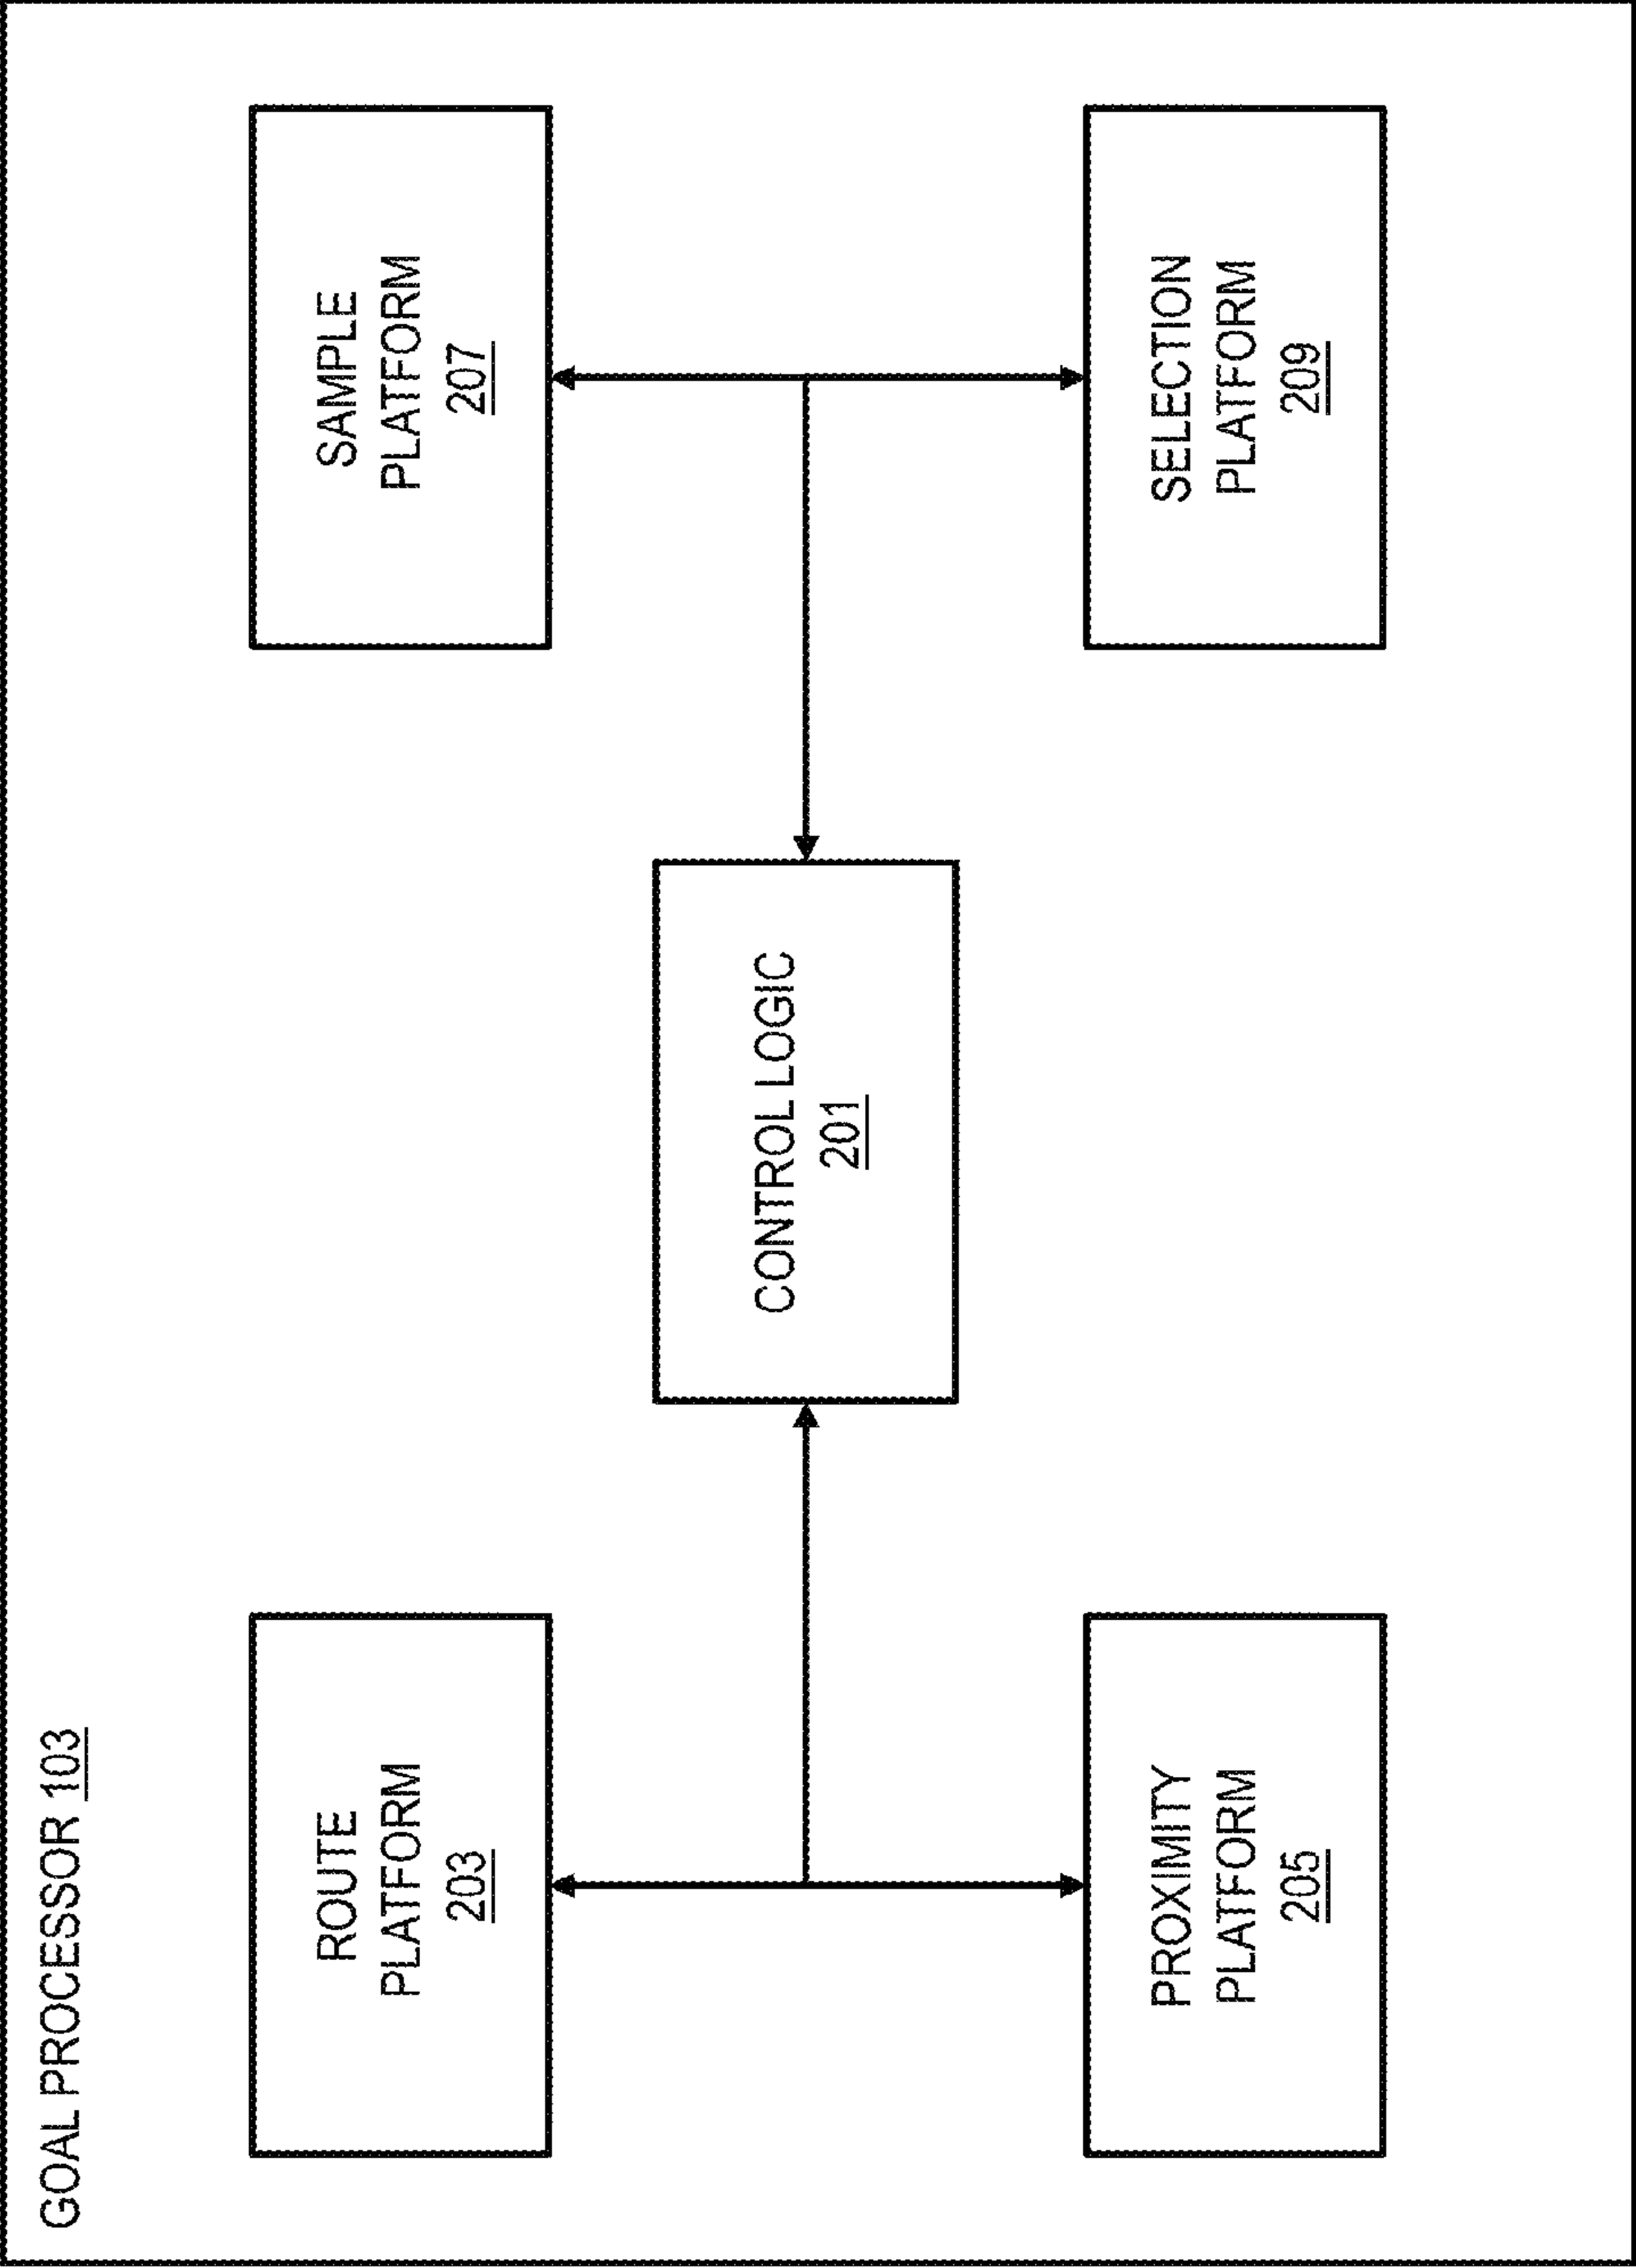 GOAL PROCESSOR 103
ROUTE
PLATFORM
203
SAMPLE
PLATFORM
207
CONTROL LOGIC
201
PROXIMITY
PLATFORM
205
SELECTION
PLATFORM
209